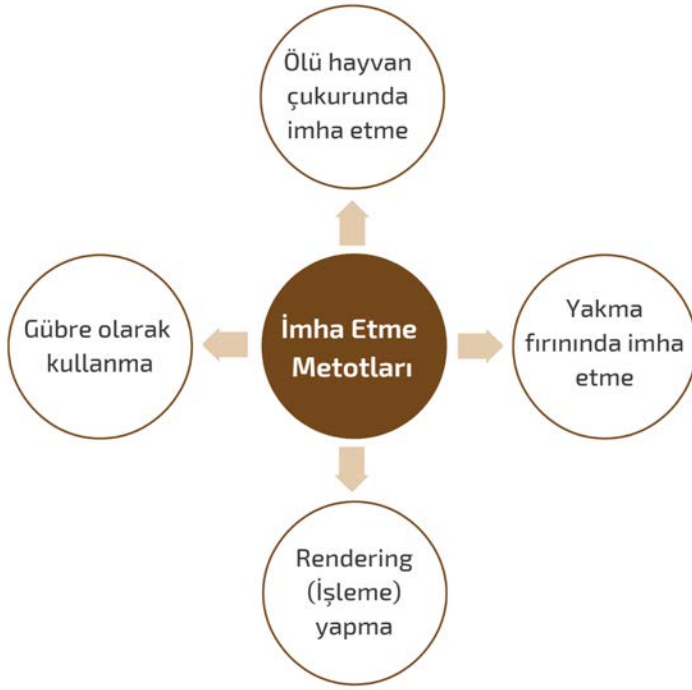 Ölü hayvan
çukurunda
imha etme
Gübre olarak
kullanma
İmha Etme
Metotları
Yakma
fırınında imha
etme
Rendering
(İşleme)
yapma